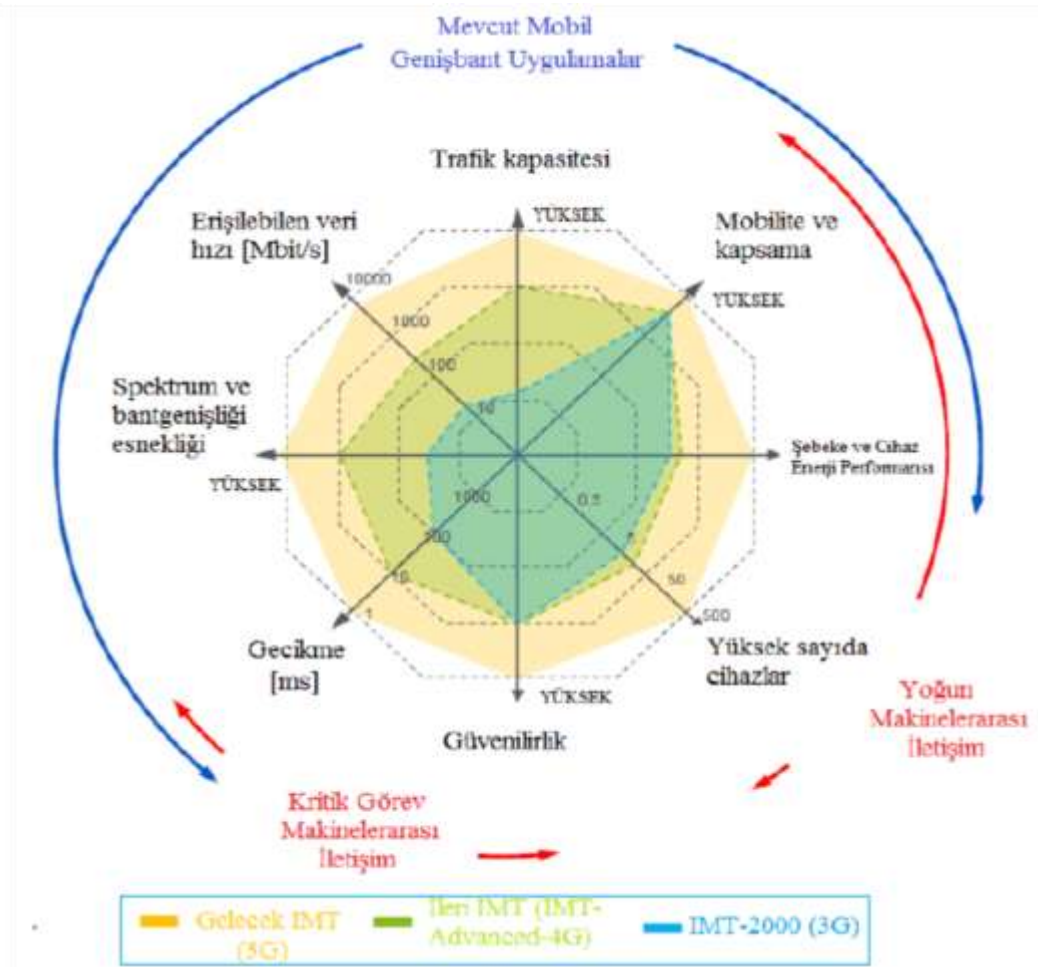 Mevcut Mobil
Genişbant Uygulamalar
Trafik kapasitesi
YÜKSEK
Erişilebilen veri
hızı [Mbit/s]
Mobilite ve
kapsama
YÜKSEK
10000
1000
100
10
Spektrum ve
bantgenişliği
esnekliği
YÜKSEK
Şebeke ve Cihaz
Enerji Performansı
1000
100
10
1
0.5
50
500
Gecikme
[ms]
Yüksek sayıda
cihazlar
YÜKSEK
Güvenilirlik
Yoğun
Makinelerarası
İletişim
Kritik Görev
Makinelerarası
İletişim
Gelecek IMT
(5G)
İleri IMT (IMT-
Advanced-4G)
IMT-2000 (3G)